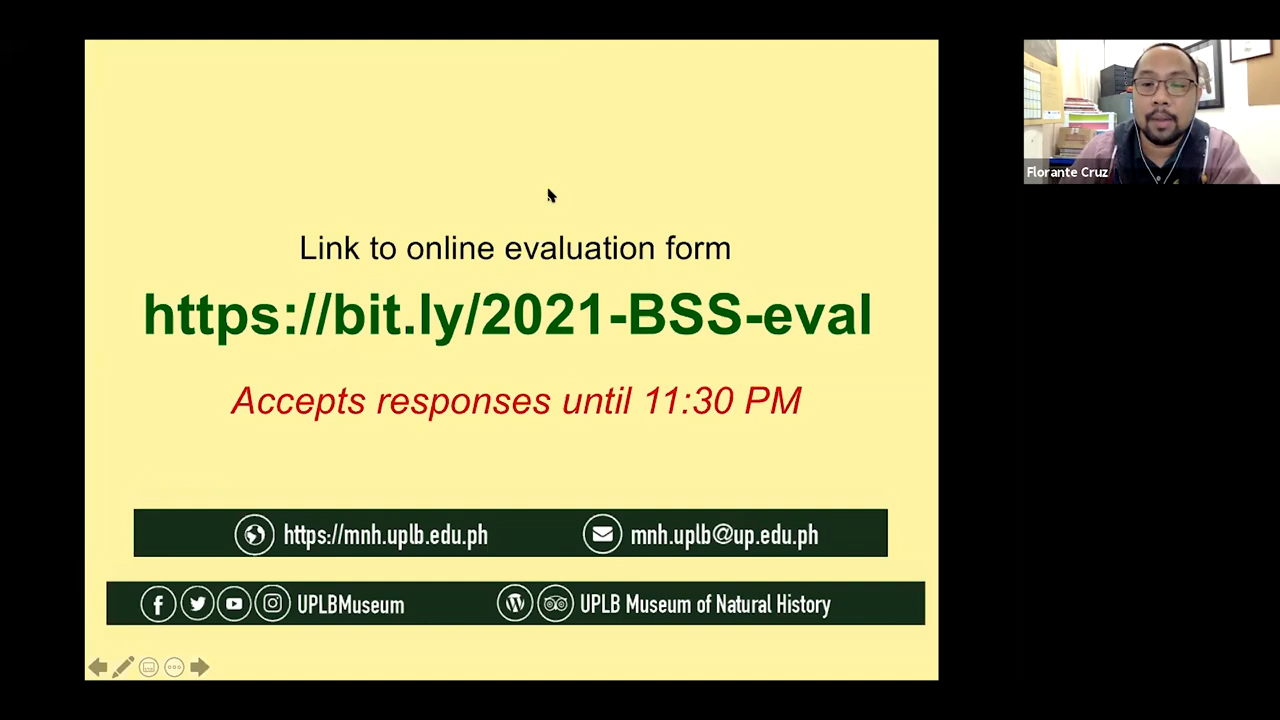 Link to online evaluation form
https://bit.ly/2021-BSS-eval
Accepts responses until 11:30 PM
https://mnh.uplb.edu.ph mnh.uplb@up.edu.ph
UPLBMuseum UPLB Museum of Natural History
Florante Cruz